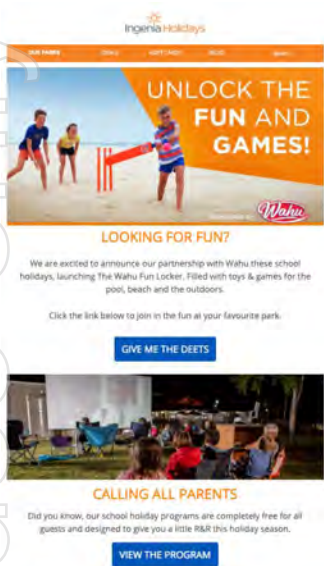 Ingenia Holidays
OUR PARKS DEALS GIFT CARDS BLOG
UNLOCK THE
FUN AND
GAMES!
Wahu
LOOKING FOR FUN?
We are excited to announce our partnership with Wahu these school
holidays, launching The Wahu Fun Locker. Filled with toys & games for the
pool, beach and the outdoors.
Click the link below to join in the fun at your favourite park.
GIVE ME THE DEETS
CALLING ALL PARENTS
Did you know, our school holiday programs are completely free for all
guests and designed to give you a little R&R this holiday season.
VIEW THE PROGRAM